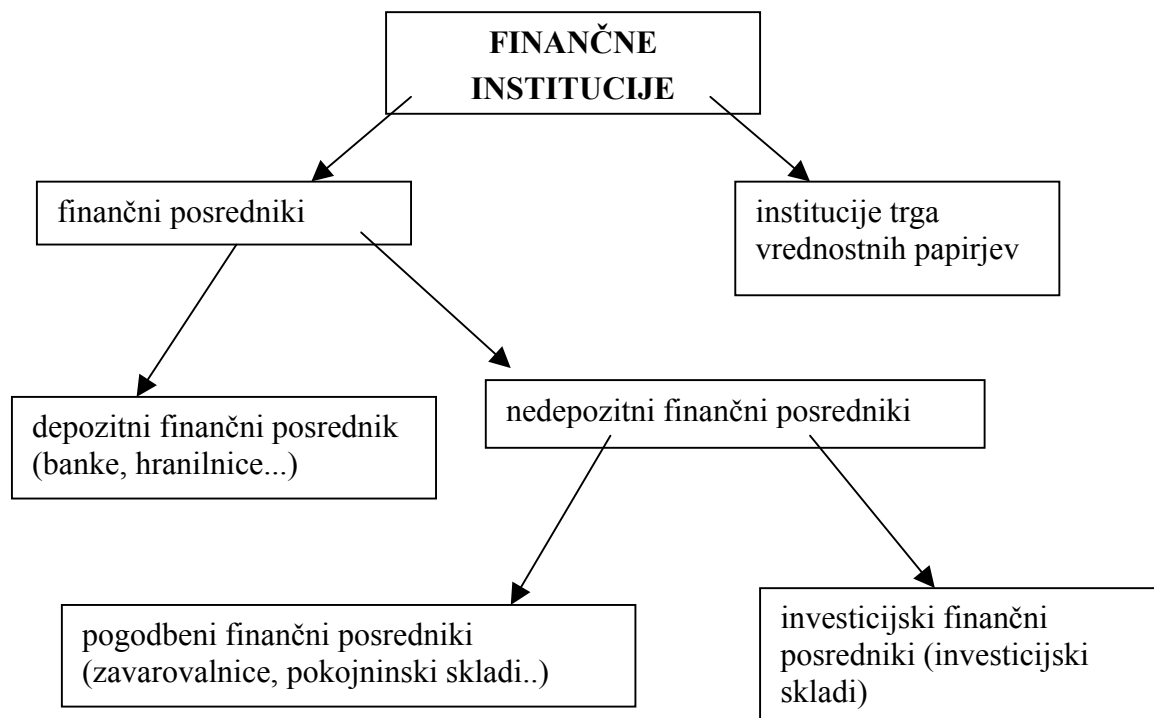 FINANČNE
INSTITUCIJE
finančni posredniki
institucije trga
vrednostnih papirjev
depozitni finančni posrednik
(banke, hranilnice...)
nedepozitni finančni posredniki
pogodbeni finančni posredniki
(zavarovalnice, pokojninski skladi..)
investicijski finančni
posredniki (investicijski
skladi)